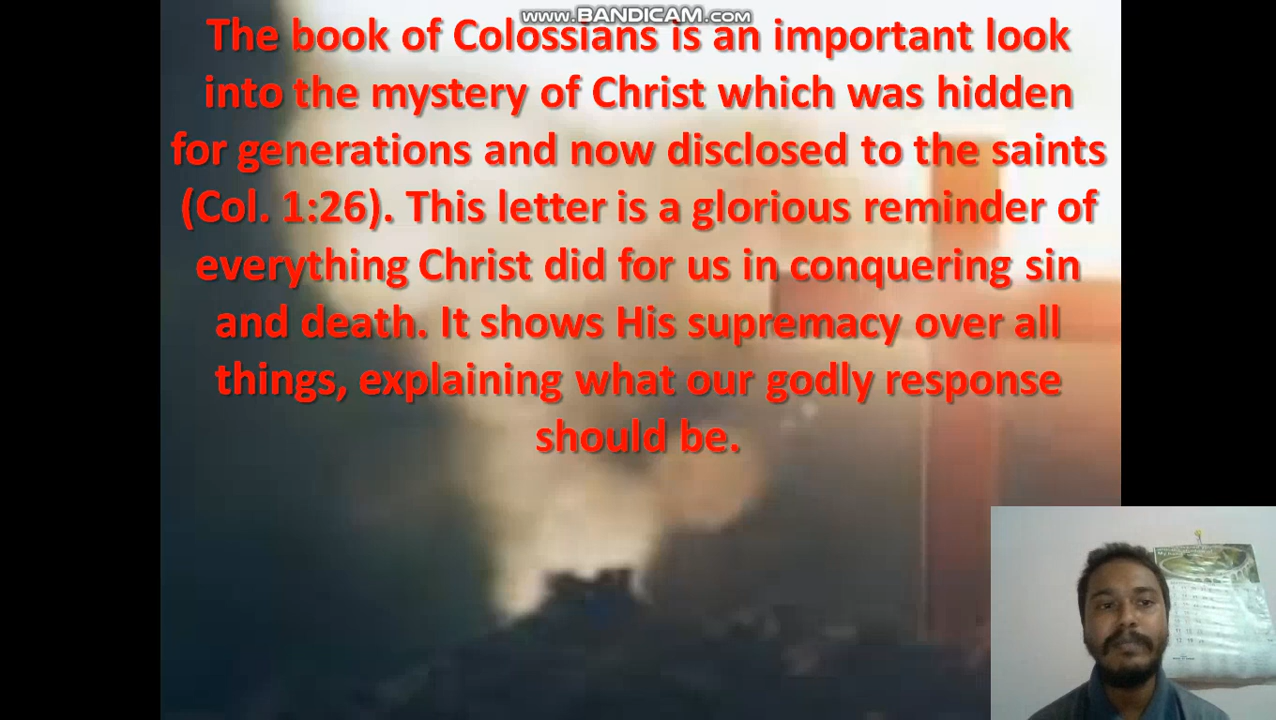 www.BANDICAM.com
The book of Colossians is an important look
into the mystery of Christ which was hidden
for generations and now disclosed to the saints
(Col. 1:26). This letter is a glorious reminder of
everything Christ did for us in conquering sin
and death. It shows His supremacy over all
things, explaining what our godly response
should be.